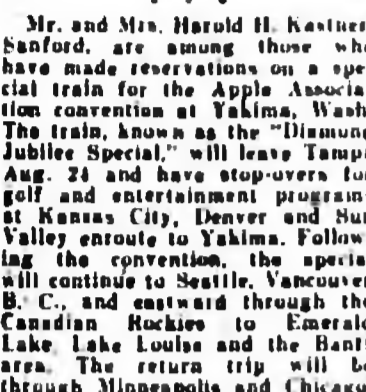 Mr. and Mrs. Harold H. Kastner
Sanford, are among those wh
have made reservations on a spe
cial train for the Apple Associa
tion convention at Yakima, Wash
The train, known as the "Diamond
Jubilee Special," will leave Tampa
Aug. 24 and have stop-overs for
golf and entertainment program
at Kansas City, Denver and Sun
Valley enroute to Yakima. Follow
ing the convention, the specia
will continue to Seattle, Vancouver
B. C., and eastward through the
Canadian Rockies to Emerald
Lake, Lake Louise and the Banff
area. The return trip will be
through Minneapolis and Chicago